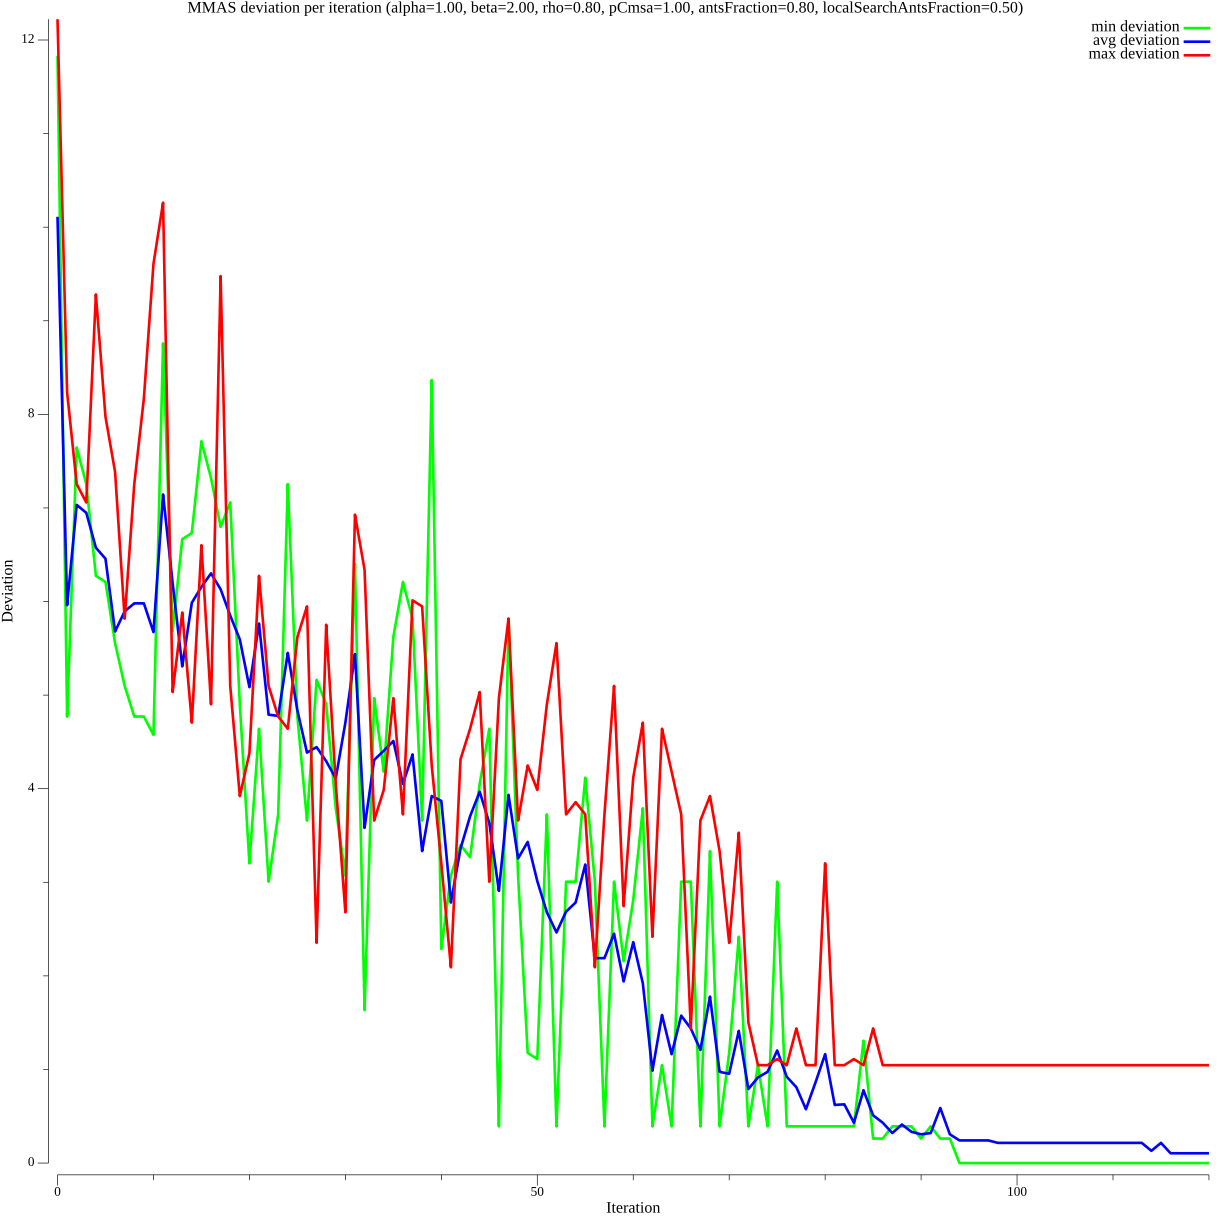 MMAS deviation per iteration (alpha=1.00, beta=2.00, rho=0.80, pCmsa=1.00, antsFraction=0.80, localSearchAntsFraction=0.50)
min deviation
avg deviation
max deviation
12
8
4
0
Deviation
0
50
100
Iteration